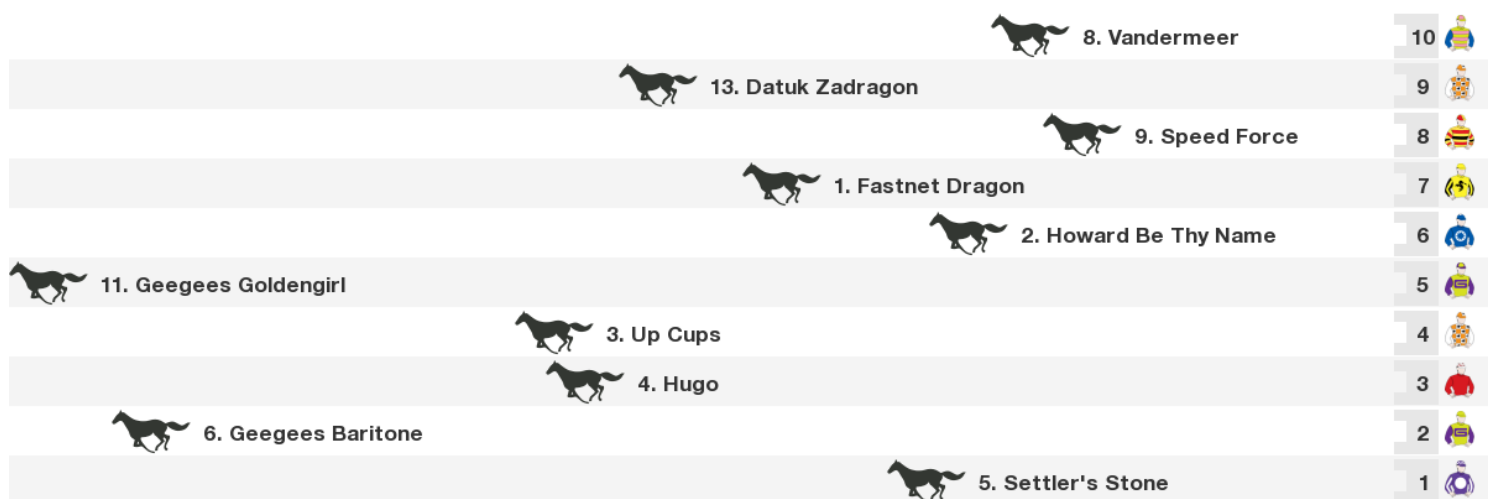 8. Vandermeer 10
13. Datuk Zadragon 9
9. Speed Force 8
1. Fastnet Dragon 7
2. Howard Be Thy Name 6
11. Geegees Goldengirl 5
3. Up Cups 4
4. Hugo 3
6. Geegees Baritone 2
5. Settler's Stone 1